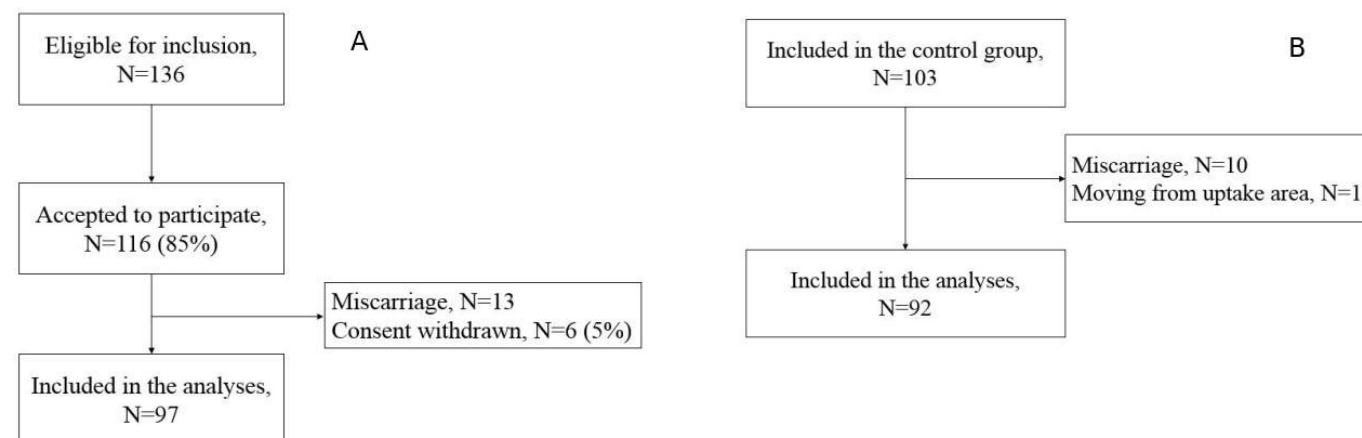 Eligible for inclusion,
N=136
A
Accepted to participate,
N=116 (85%)
Miscarriage, N=13
Consent withdrawn, N=6 (5%)
Included in the analyses,
N=97
Included in the control group,
N=103
B
Miscarriage, N=10
Moving from uptake area, N=1
Included in the analyses,
N=92